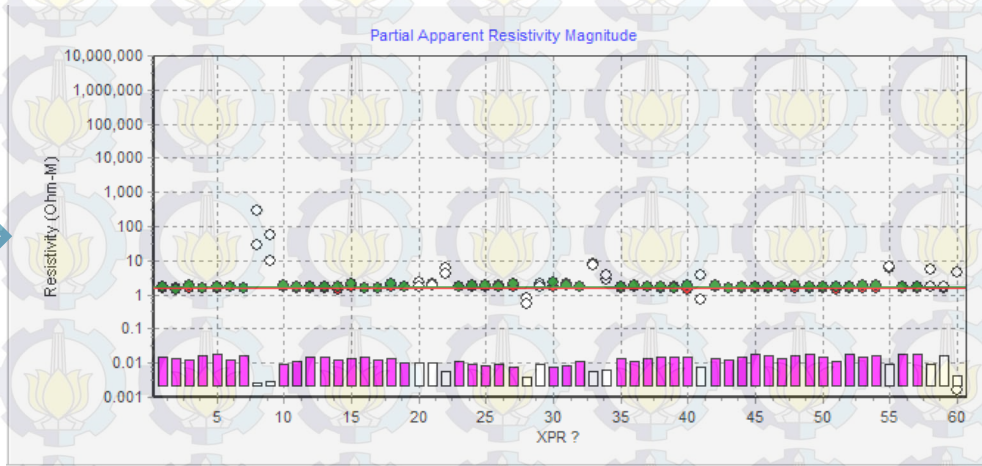 Partial Apparent Resistivity Magnitude
10,000,000
1,000,000
100,000
10,000
1,000
100
10
1
0.1
0.01
0.001
Resistivity (Ohm-M)
5 10 15 20 25 30 35 40 45 50 55 60
XPR ?